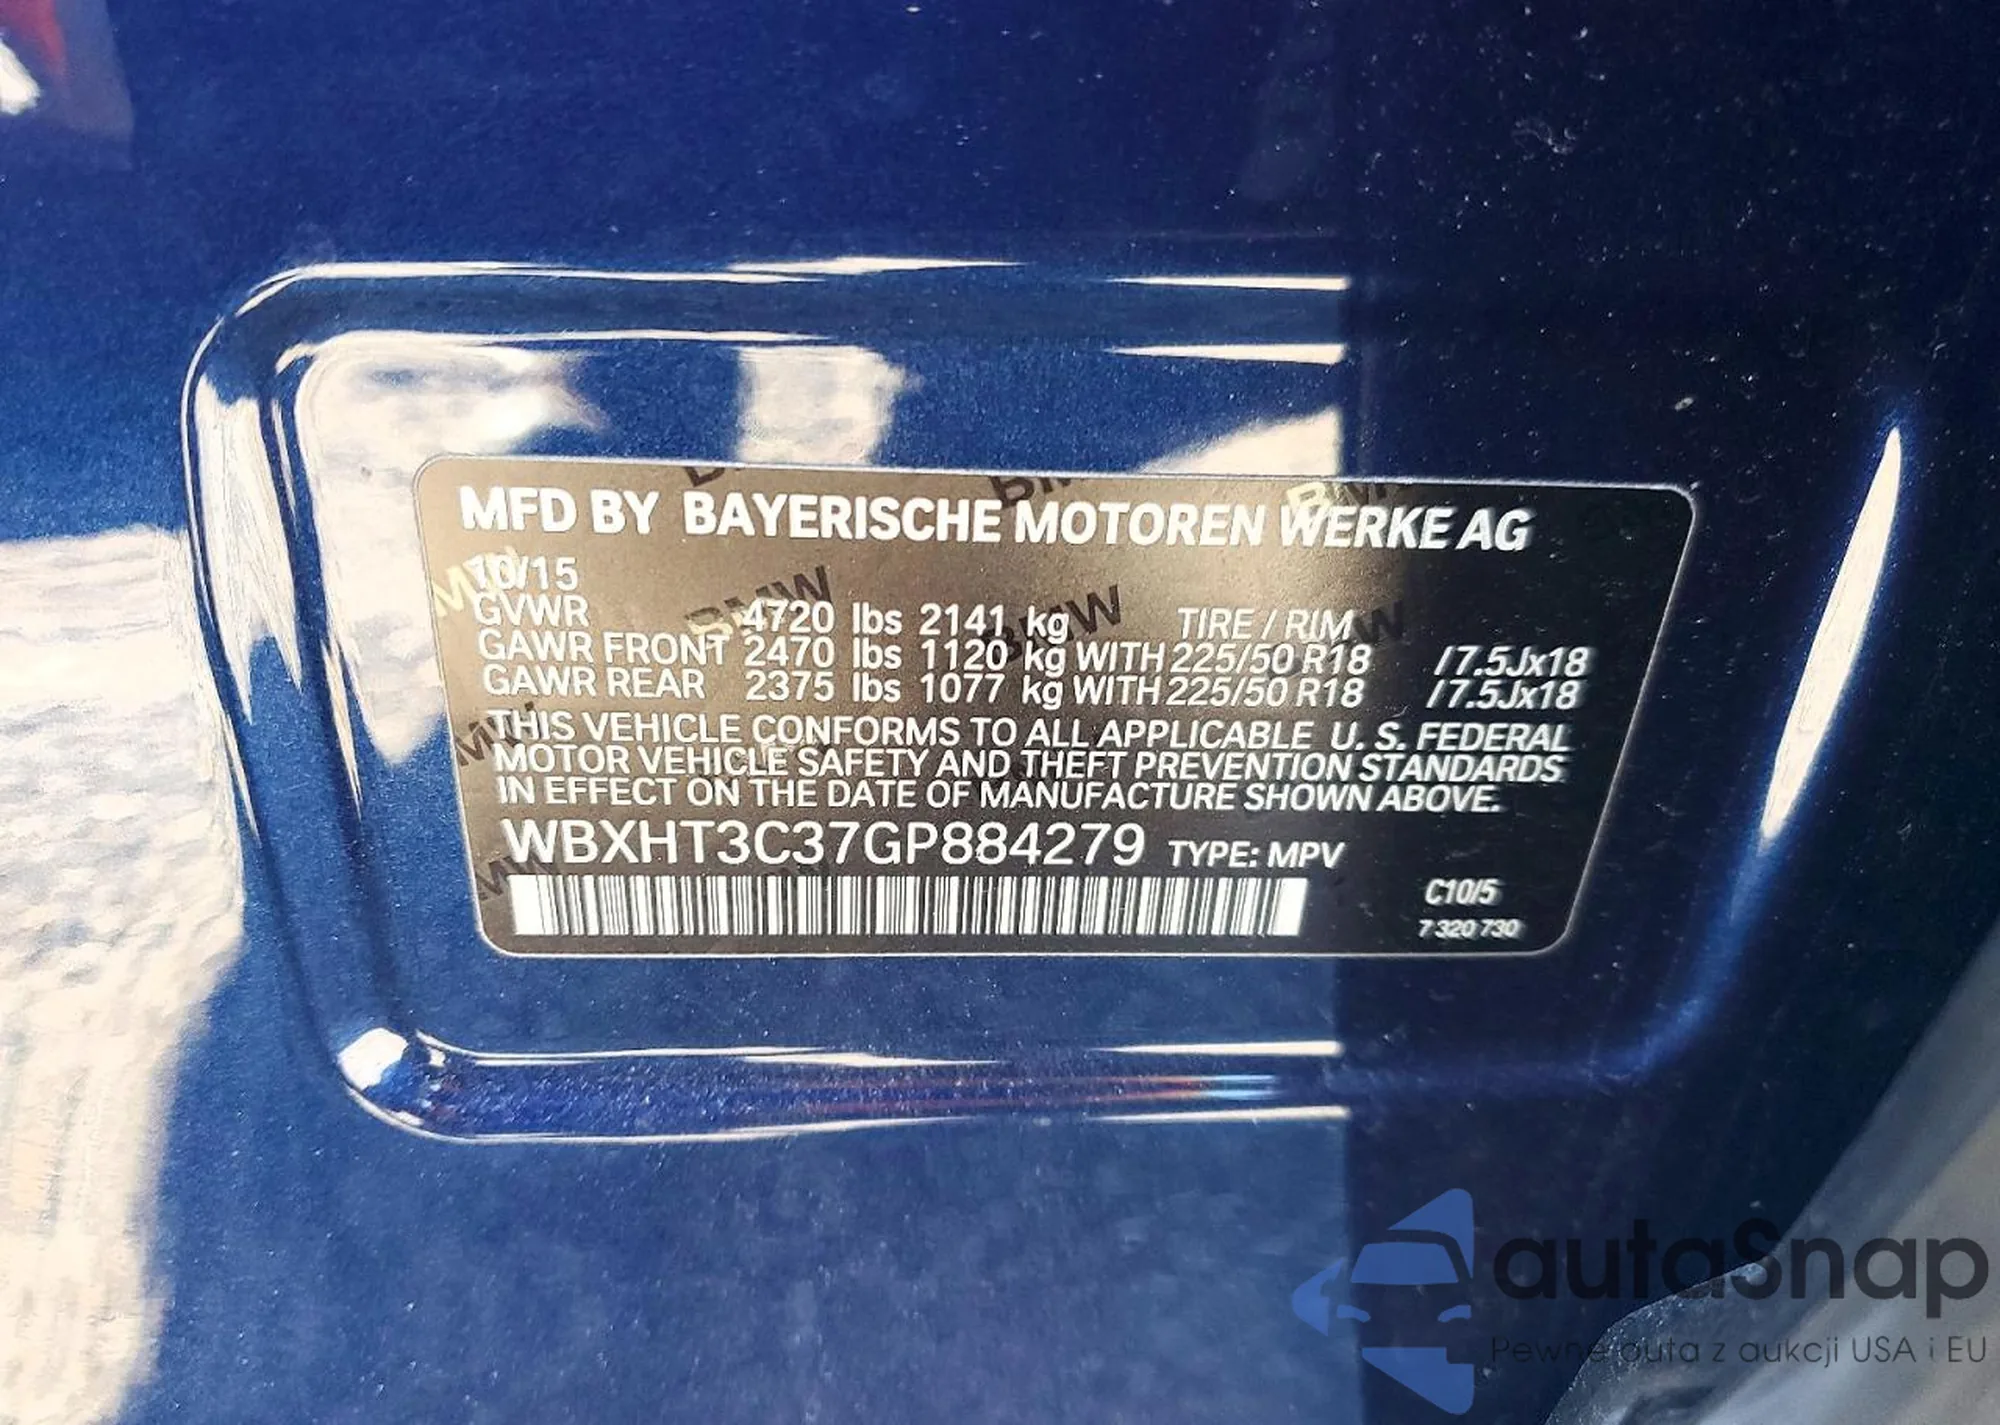 MFD BY BAYERISCHE MOTOREN WERKE AG
10/15
GVWR 4720 lbs 2141 kg TIRE / RIM
GAWR FRONT 2470 lbs 1120 kg WITH 225/50 R18 /7.5Jx18
GAWR REAR 2375 lbs 1077 kg WITH 225/50 R18 /7.5Jx18
THIS VEHICLE CONFORMS TO ALL APPLICABLE U. S. FEDERAL
MOTOR VEHICLE SAFETY AND THEFT PREVENTION STANDARDS
IN EFFECT ON THE DATE OF MANUFACTURE SHOWN ABOVE.
WBXHT3C37GP884279 TYPE: MPV
C10/5
7 320 730
autaSnap
Pewne auta z aukcji USA i EU